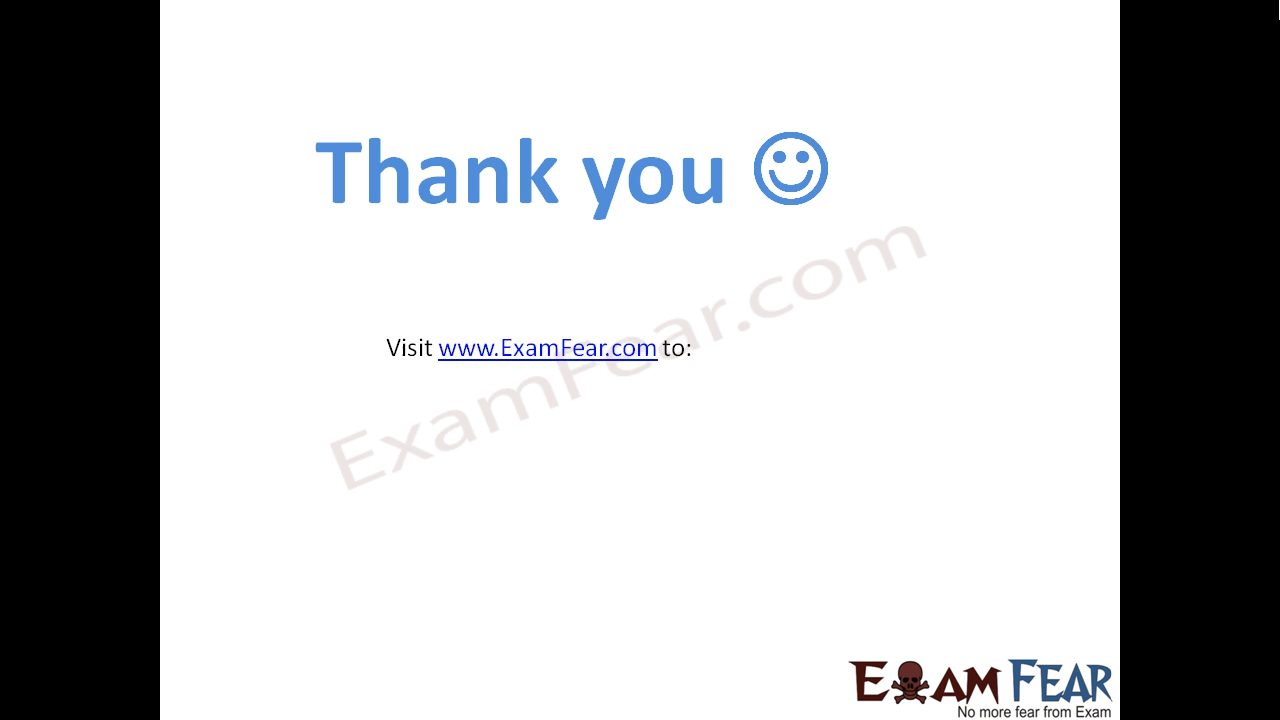 Thank you ☺
ExamFear.com
Visit www.ExamFear.com to:
EXAM FEAR
No more fear from Exam